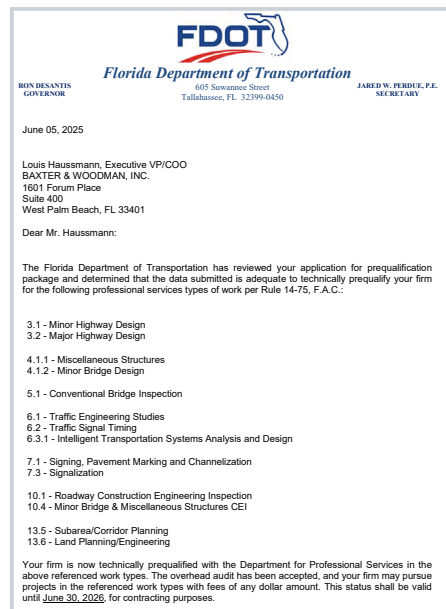 FDOT
Florida Department of Transportation
RON DESANTIS
GOVERNOR
605 Suwannee Street
Tallahassee, FL 32399-0450
JARED W. PERDUE, P.E.
SECRETARY
June 05, 2025
Louis Haussmann, Executive VP/COO
BAXTER & WOODMAN, INC.
1601 Forum Place
Suite 400
West Palm Beach, FL 33401
Dear Mr. Haussmann:
The Florida Department of Transportation has reviewed your application for prequalification
package and determined that the data submitted is adequate to technically prequalify your firm
for the following professional services types of work per Rule 14-75, F.A.C.:
3.1 - Minor Highway Design
3.2 - Major Highway Design
4.1.1 - Miscellaneous Structures
4.1.2 - Minor Bridge Design
5.1 - Conventional Bridge Inspection
6.1 - Traffic Engineering Studies
6.2 - Traffic Signal Timing
6.3.1 - Intelligent Transportation Systems Analysis and Design
7.1 - Signing, Pavement Marking and Channelization
7.3 - Signalization
10.1 - Roadway Construction Engineering Inspection
10.4 - Minor Bridge & Miscellaneous Structures CEI
13.5 - Subarea/Corridor Planning
13.6 - Land Planning/Engineering
Your firm is now technically prequalified with the Department for Professional Services in the
above referenced work types. The overhead audit has been accepted, and your firm may pursue
projects in the referenced work types with fees of any dollar amount. This status shall be valid
until June 30, 2026, for contracting purposes.